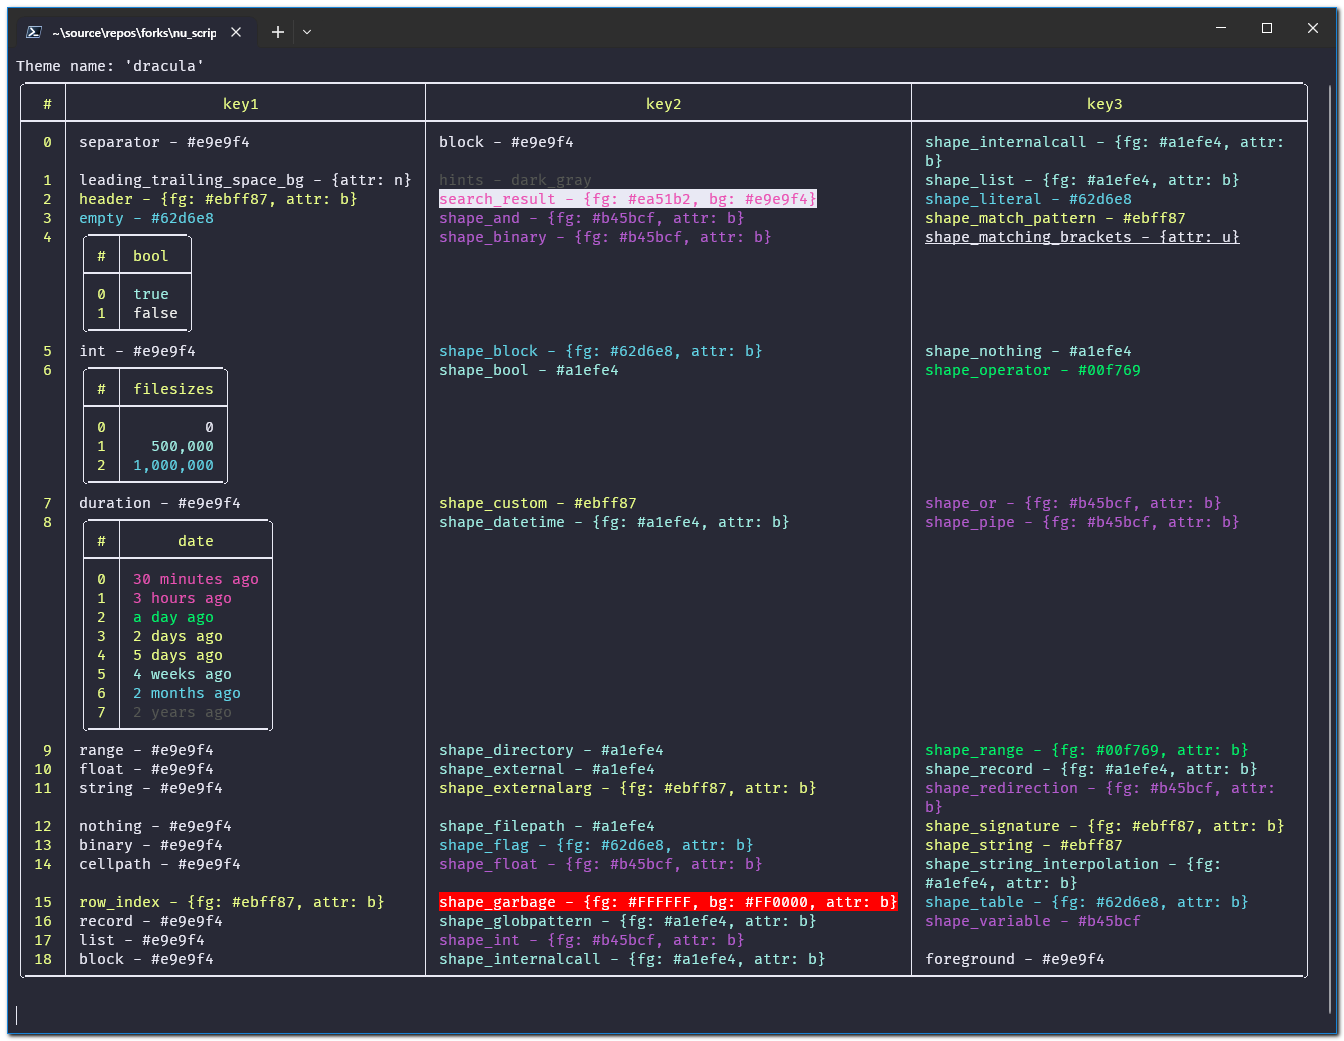 ~\source\repos\forks\nu_scrip
Theme name: 'dracula'
# key1 key2 key3
0 separator - #e9e9f4 block - #e9e9f4 shape_internalcall - {fg: #a1efe4, attr:
b}
1 leading_trailing_space_bg - {attr: n} hints - dark_gray shape_list - {fg: #a1efe4, attr: b}
2 header - {fg: #ebff87, attr: b} search_result - {fg: #ea51b2, bg: #e9e9f4} shape_literal - #62d6e8
3 empty - #62d6e8 shape_and - {fg: #b45bcf, attr: b} shape_match_pattern - #ebff87
4 shape_binary - {fg: #b45bcf, attr: b} shape_matching_brackets - {attr: u}
# bool
0 true
1 false
5 int - #e9e9f4 shape_block - {fg: #62d6e8, attr: b} shape_nothing - #a1efe4
6 shape_bool - #a1efe4 shape_operator - #00f769
# filesizes
0 0
1 500,000
2 1,000,000
7 duration - #e9e9f4 shape_custom - #ebff87 shape_or - {fg: #b45bcf, attr: b}
8 shape_datetime - {fg: #a1efe4, attr: b} shape_pipe - {fg: #b45bcf, attr: b}
# date
0 30 minutes ago
1 3 hours ago
2 a day ago
3 2 days ago
4 5 days ago
5 4 weeks ago
6 2 months ago
7 2 years ago
9 range - #e9e9f4 shape_directory - #a1efe4 shape_range - {fg: #00f769, attr: b}
10 float - #e9e9f4 shape_external - #a1efe4 shape_record - {fg: #a1efe4, attr: b}
11 string - #e9e9f4 shape_externalarg - {fg: #ebff87, attr: b} shape_redirection - {fg: #b45bcf, attr:
b}
12 nothing - #e9e9f4 shape_filepath - #a1efe4 shape_signature - {fg: #ebff87, attr: b}
13 binary - #e9e9f4 shape_flag - {fg: #62d6e8, attr: b} shape_string - #ebff87
14 cellpath - #e9e9f4 shape_float - {fg: #b45bcf, attr: b} shape_string_interpolation - {fg:
#a1efe4, attr: b}
15 row_index - {fg: #ebff87, attr: b} shape_garbage - {fg: #FFFFFF, bg: #FF0000, attr: b} shape_table - {fg: #62d6e8, attr: b}
16 record - #e9e9f4 shape_globpattern - {fg: #a1efe4, attr: b} shape_variable - #b45bcf
17 list - #e9e9f4 shape_int - {fg: #b45bcf, attr: b}
18 block - #e9e9f4 shape_internalcall - {fg: #a1efe4, attr: b} foreground - #e9e9f4